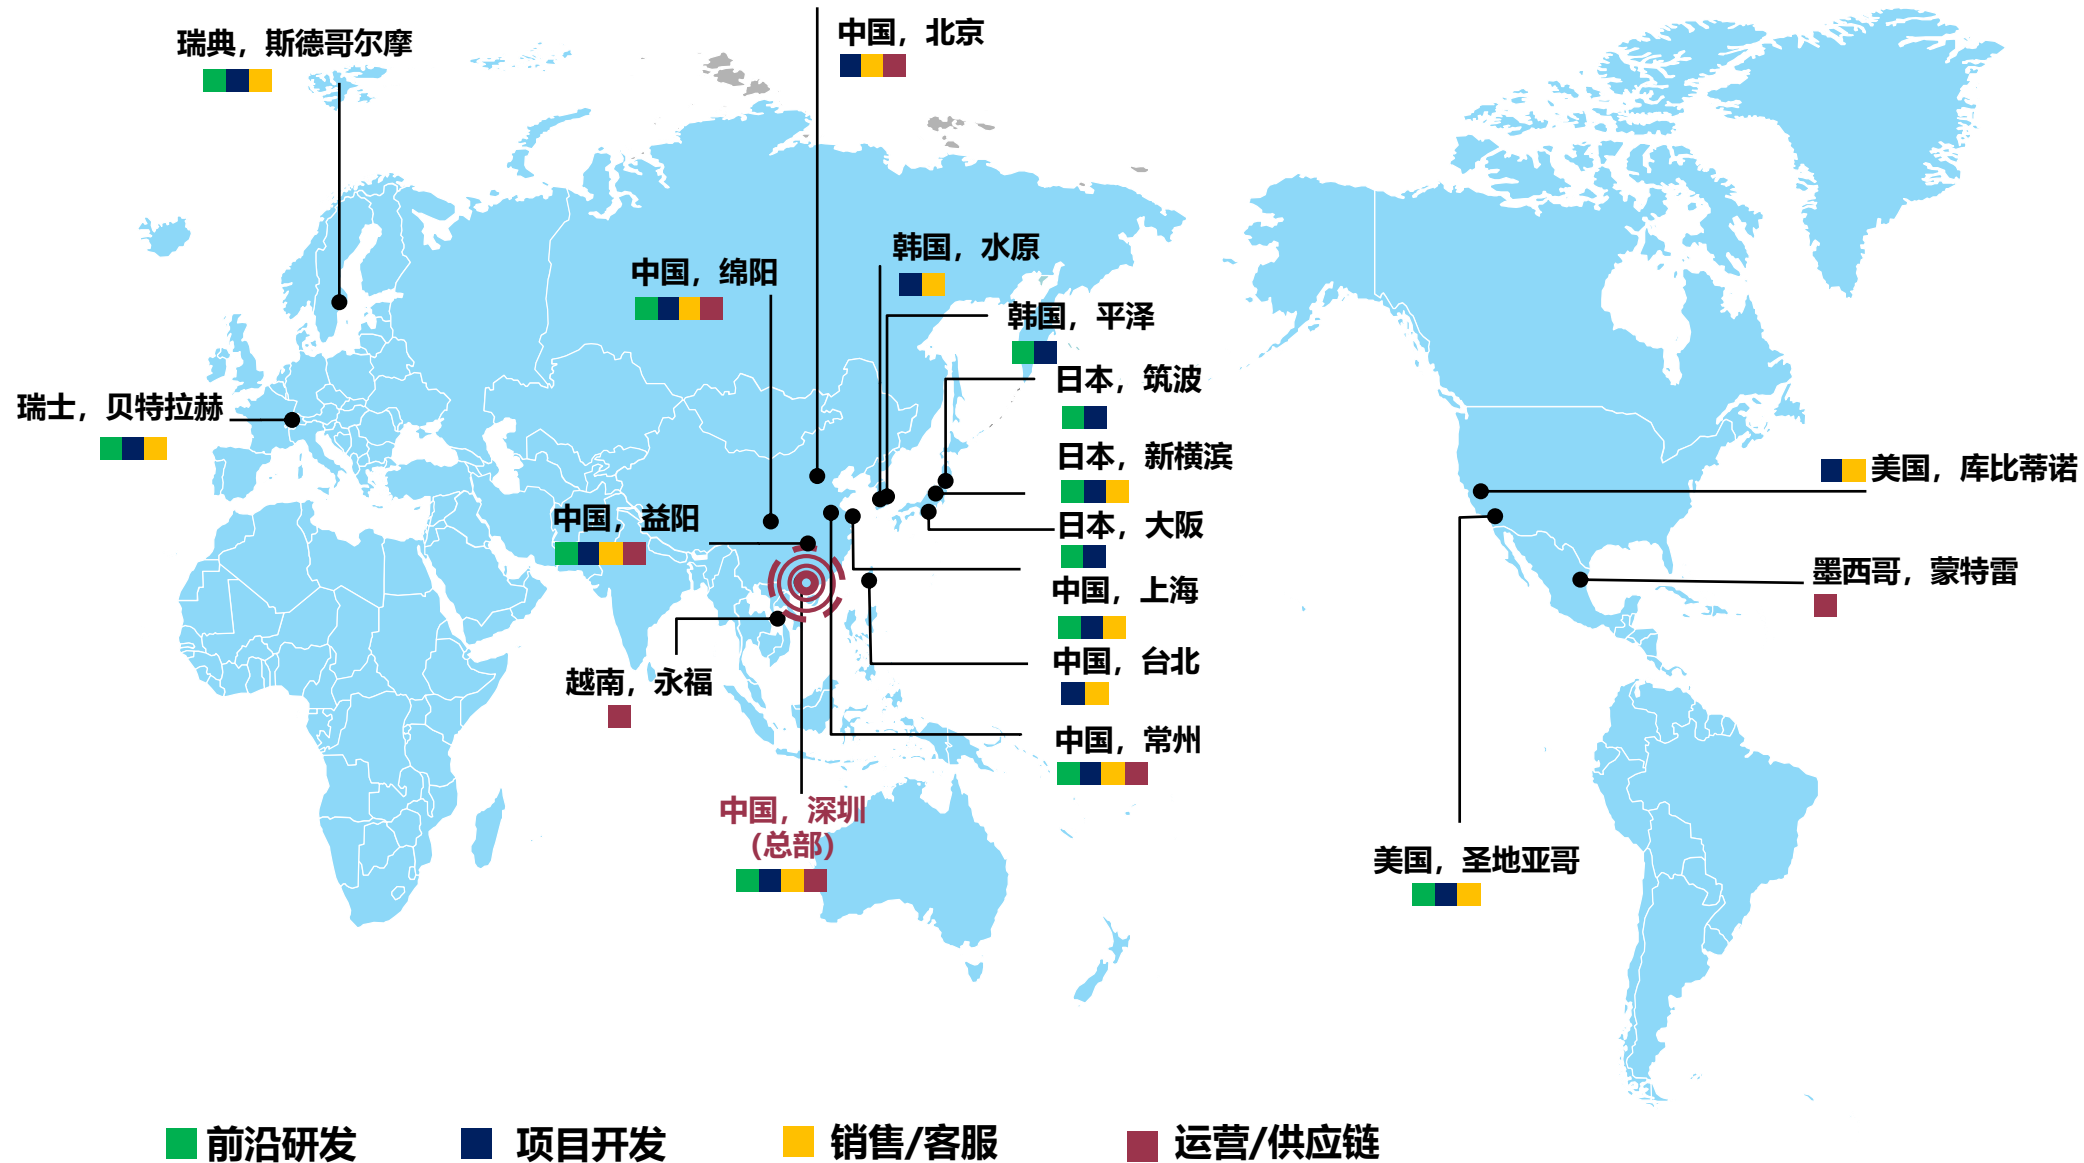 瑞典，斯德哥尔摩
中国，北京
韩国，水原
中国，绵阳
韩国，平泽
日本，筑波
瑞士，贝特拉赫
日本，新横滨
美国，库比蒂诺
中国，益阳
日本，大阪
墨西哥，蒙特雷
中国，上海
中国，台北
越南，永福
中国，常州
中国，深圳
（总部）
美国，圣地亚哥
前沿研发
项目开发
销售/客服
运营/供应链